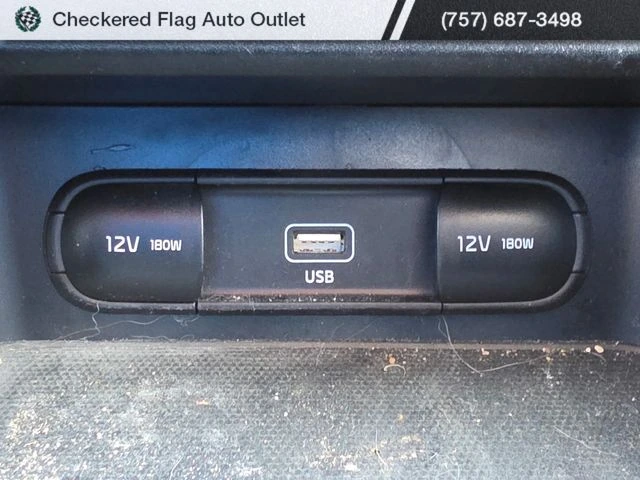 Checkered Flag Auto Outlet (757) 687-3498
12V 180W 12V 180W
USB